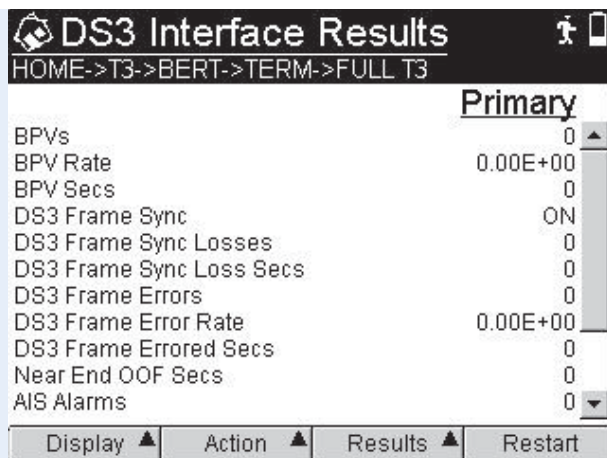 DS3 Interface Results
HOME->T3->BERT->TERM->FULL T3
Primary
BPVs 0
BPV Rate 0.00E+00
BPV Secs 0
DS3 Frame Sync ON
DS3 Frame Sync Losses 0
DS3 Frame Sync Loss Secs 0
DS3 Frame Errors 0
DS3 Frame Error Rate 0.00E+00
DS3 Frame Errored Secs 0
Near End OOF Secs 0
AIS Alarms 0
Display Action Results Restart